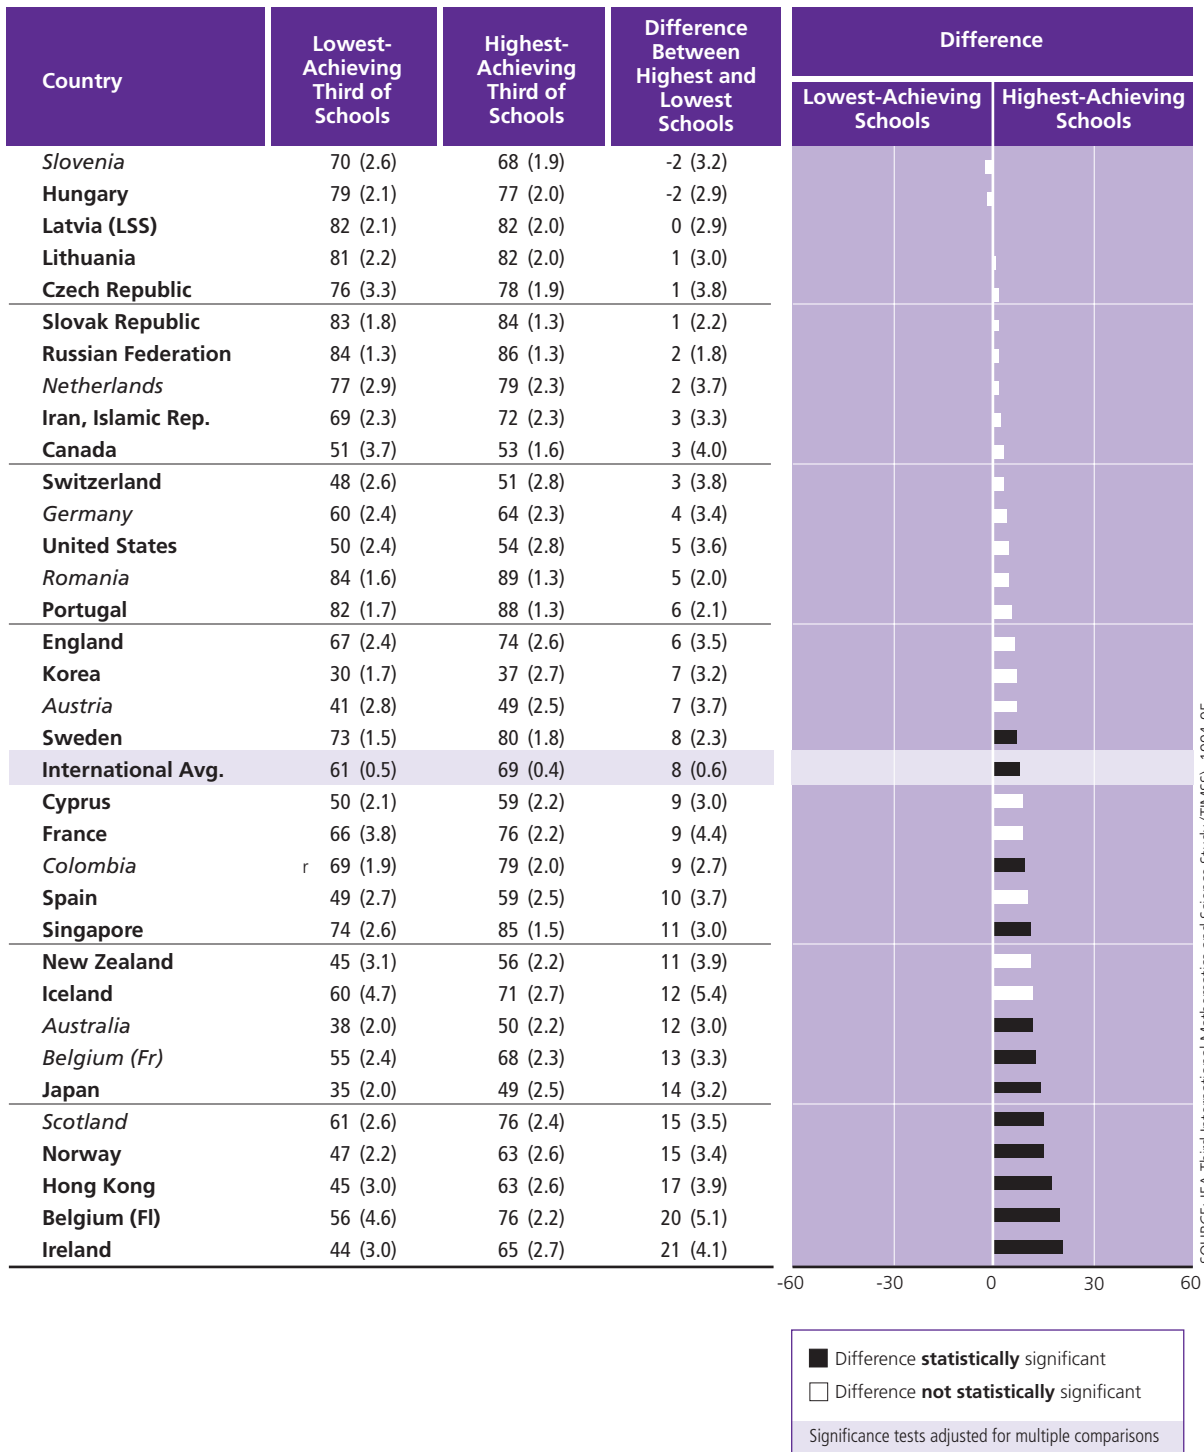 Country
Lowest-
Achieving
Third of
Schools
Highest-
Achieving
Third of
Schools
Difference
Between
Highest and
Lowest
Schools
Difference
Lowest-Achieving
Schools
Highest-Achieving
Schools
Slovenia 70 (2.6) 68 (1.9) -2 (3.2)
Hungary 79 (2.1) 77 (2.0) -2 (2.9)
Latvia (LSS) 82 (2.1) 82 (2.0) 0 (2.9)
Lithuania 81 (2.2) 82 (2.0) 1 (3.0)
Czech Republic 76 (3.3) 78 (1.9) 1 (3.8)
Slovak Republic 83 (1.8) 84 (1.3) 1 (2.2)
Russian Federation 84 (1.3) 86 (1.3) 2 (1.8)
Netherlands 77 (2.9) 79 (2.3) 2 (3.7)
Iran, Islamic Rep. 69 (2.3) 72 (2.3) 3 (3.3)
Canada 51 (3.7) 53 (1.6) 3 (4.0)
Switzerland 48 (2.6) 51 (2.8) 3 (3.8)
Germany 60 (2.4) 64 (2.3) 4 (3.4)
United States 50 (2.4) 54 (2.8) 5 (3.6)
Romania 84 (1.6) 89 (1.3) 5 (2.0)
Portugal 82 (1.7) 88 (1.3) 6 (2.1)
England 67 (2.4) 74 (2.6) 6 (3.5)
Korea 30 (1.7) 37 (2.7) 7 (3.2)
Austria 41 (2.8) 49 (2.5) 7 (3.7)
Sweden 73 (1.5) 80 (1.8) 8 (2.3)
International Avg. 61 (0.5) 69 (0.4) 8 (0.6)
Cyprus 50 (2.1) 59 (2.2) 9 (3.0)
France 66 (3.8) 76 (2.2) 9 (4.4)
Colombia r 69 (1.9) 79 (2.0) 9 (2.7)
Spain 49 (2.7) 59 (2.5) 10 (3.7)
Singapore 74 (2.6) 85 (1.5) 11 (3.0)
New Zealand 45 (3.1) 56 (2.2) 11 (3.9)
Iceland 60 (4.7) 71 (2.7) 12 (5.4)
Australia 38 (2.0) 50 (2.2) 12 (3.0)
Belgium (Fr) 55 (2.4) 68 (2.3) 13 (3.3)
Japan 35 (2.0) 49 (2.5) 14 (3.2)
Scotland 61 (2.6) 76 (2.4) 15 (3.5)
Norway 47 (2.2) 63 (2.6) 15 (3.4)
Hong Kong 45 (3.0) 63 (2.6) 17 (3.9)
Belgium (Fl) 56 (4.6) 76 (2.2) 20 (5.1)
Ireland 44 (3.0) 65 (2.7) 21 (4.1)
-60 -30 0 30 60
Difference statistically significant
Difference not statistically significant
Significance tests adjusted for multiple comparisons